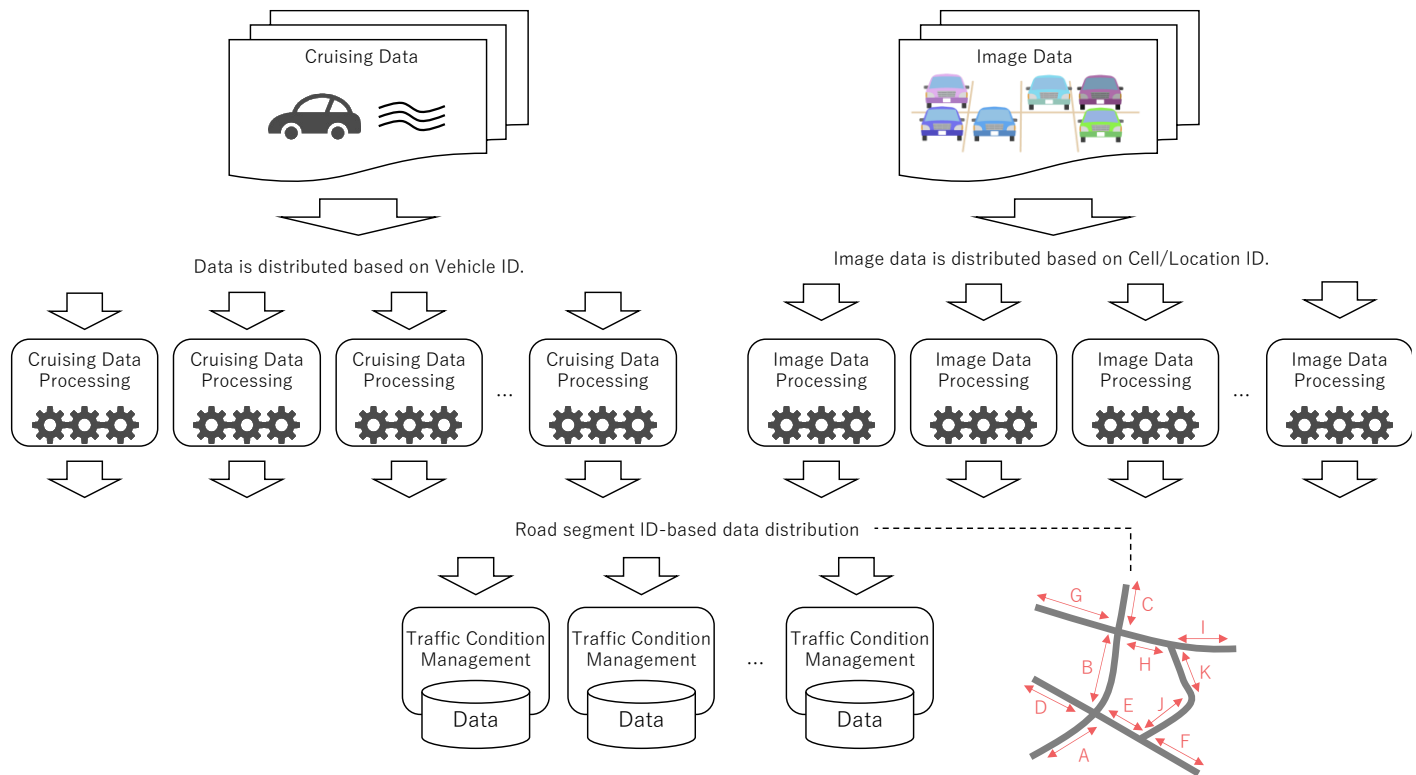 Cruising Data
Image Data
Data is distributed based on Vehicle ID.
Image data is distributed based on Cell/Location ID.
Cruising Data
Processing
Cruising Data
Processing
Cruising Data
Processing
...
Cruising Data
Processing
Image Data
Processing
Image Data
Processing
Image Data
Processing
...
Image Data
Processing
Road segment ID-based data distribution
Traffic Condition
Management
Data
Traffic Condition
Management
Data
...
Traffic Condition
Management
Data
G
C
I
H
B
K
D
E
J
A
F